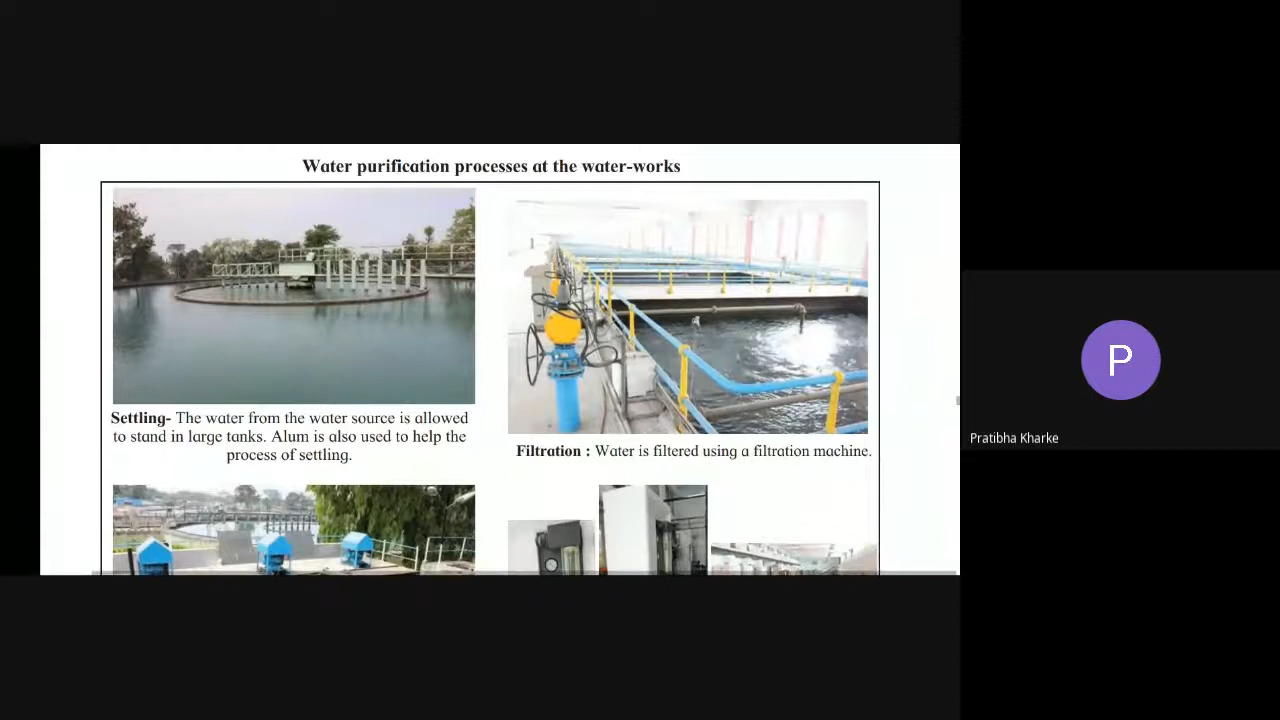 Water purification processes at the water-works
Settling- The water from the water source is allowed
to stand in large tanks. Alum is also used to help the
process of settling.
Filtration : Water is filtered using a filtration machine.
P
Pratibha Kharke